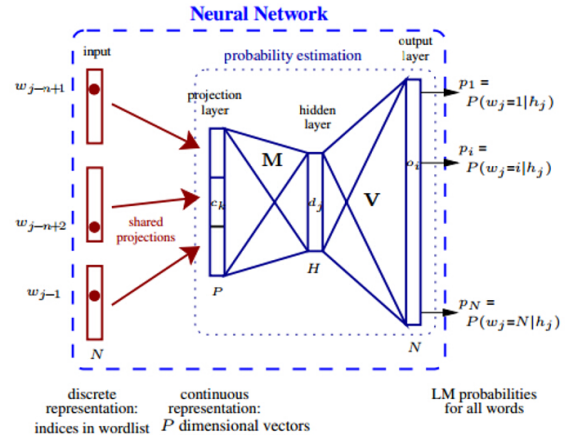 Neural Network
input
probability estimation
output
layer
projection
layer
hidden
layer
w_{j−n+1}
w_{j−n+2}
w_{j−1}
shared
projections
c_k
M
d_j
V
o_i
P
H
N
N
p_1 =
P(w_j=1|h_j)
p_i =
P(w_j=i|h_j)
p_N =
P(w_j=N|h_j)
discrete
representation:
indices in wordlist
continuous
representation:
P dimensional vectors
LM probabilities
for all words